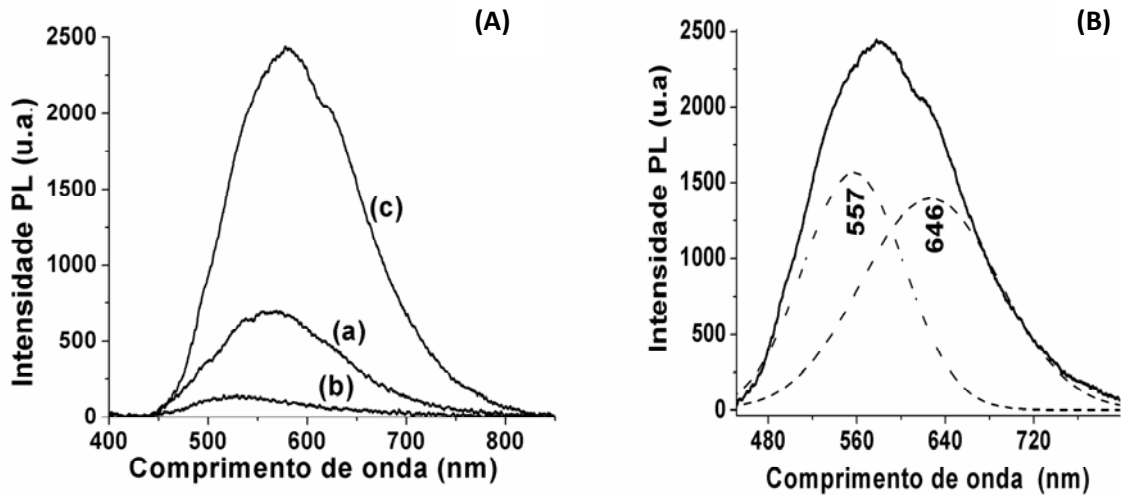 (A)
Intensidade PL (u.a.)
2500
2000
1500
1000
500
0
(c)
(a)
(b)
400 500 600 700 800
Comprimento de onda (nm)
(B)
Intensidade PL (u.a)
2500
2000
1500
1000
500
0
557
646
480 560 640 720
Comprimento de onda (nm)